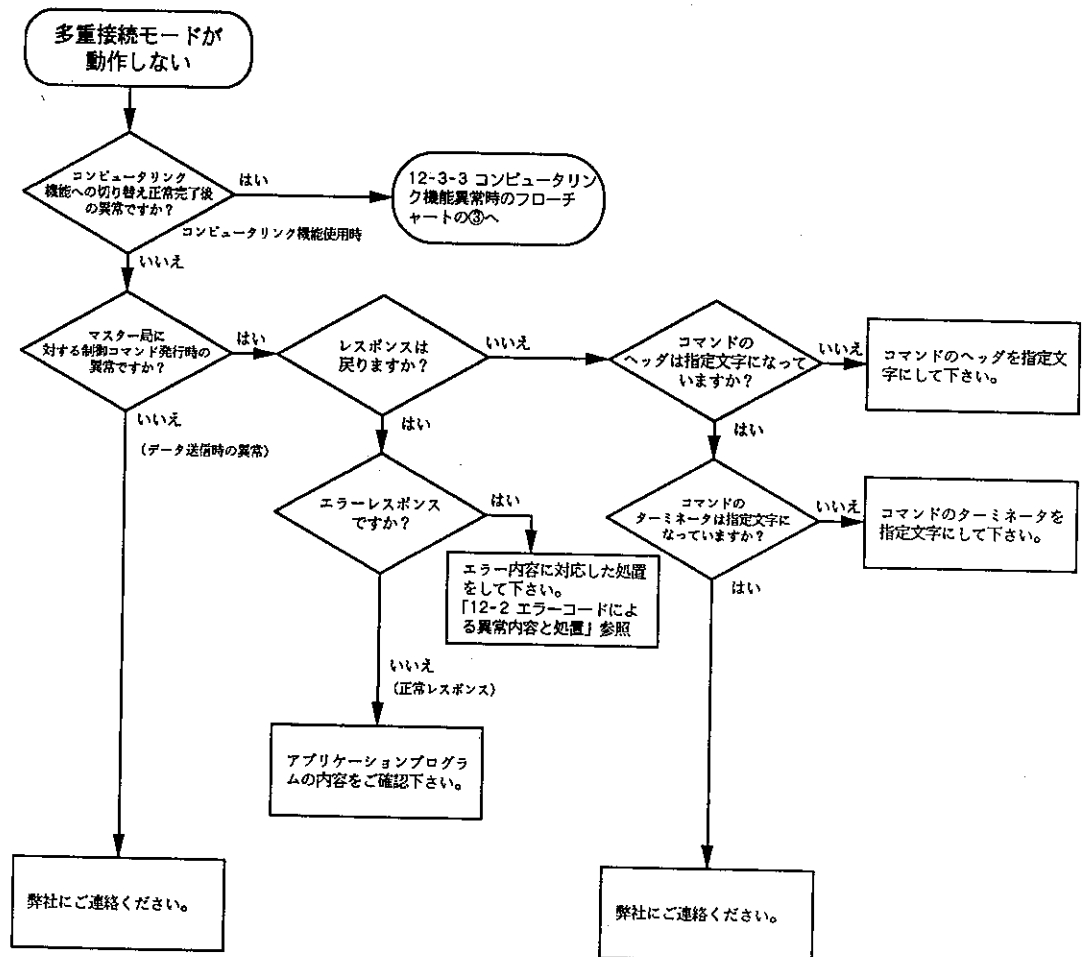 多重接続モードが
動作しない
コンピュータリンク
機能への切り替え正常完了後
の異常ですか？
はい
12-3-3 コンピュータリン
ク機能異常時のフローチ
ャートの③へ
コンピュータリンク機能使用時
いいえ
マスター局に
対する制御コマンド発行時の
異常ですか？
はい
レスポンスは
戻りますか？
いいえ
コマンドの
ヘッダは指定文字になって
いますか？
いいえ
コマンドのヘッダを指定文
字にして下さい。
いいえ
（データ送信時の異常）
はい
はい
エラーレスポンス
ですか？
はい
エラー内容に対応した処置
をして下さい。
「12-2 エラーコードによ
る異常内容と処置」参照
コマンドの
ターミネータは指定文字に
なっていますか？
いいえ
コマンドのターミネータを
指定文字にして下さい。
はい
いいえ
（正常レスポンス）
アプリケーションプログラ
ムの内容をご確認下さい。
弊社にご連絡ください。
弊社にご連絡ください。